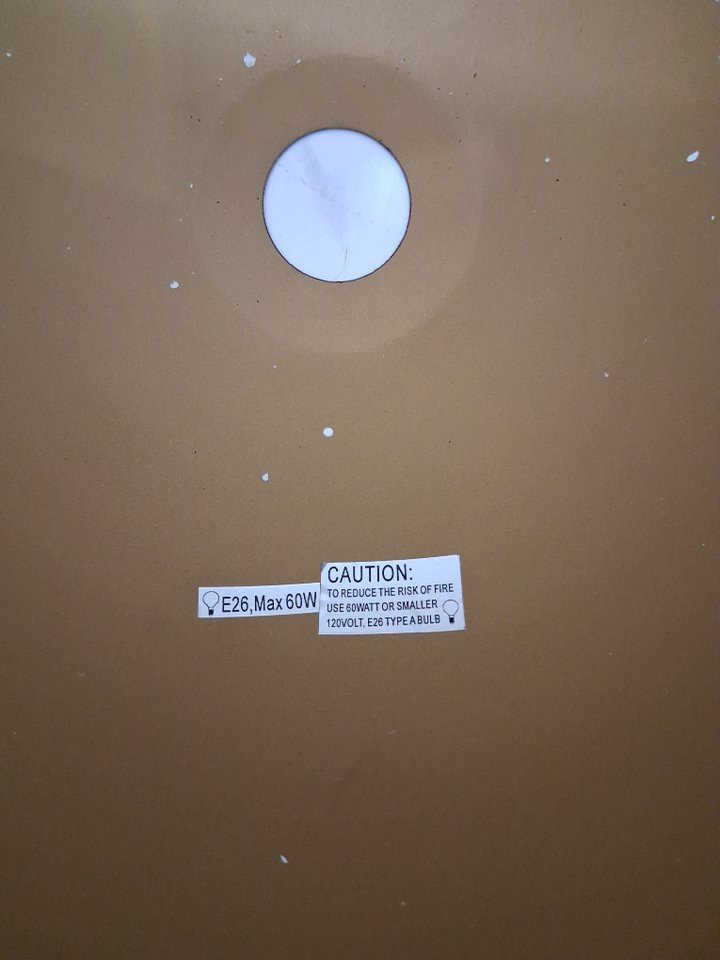 E26,Max 60W
CAUTION:
TO REDUCE THE RISK OF FIRE
USE 60WATT OR SMALLER
120VOLT, E26 TYPE A BULB